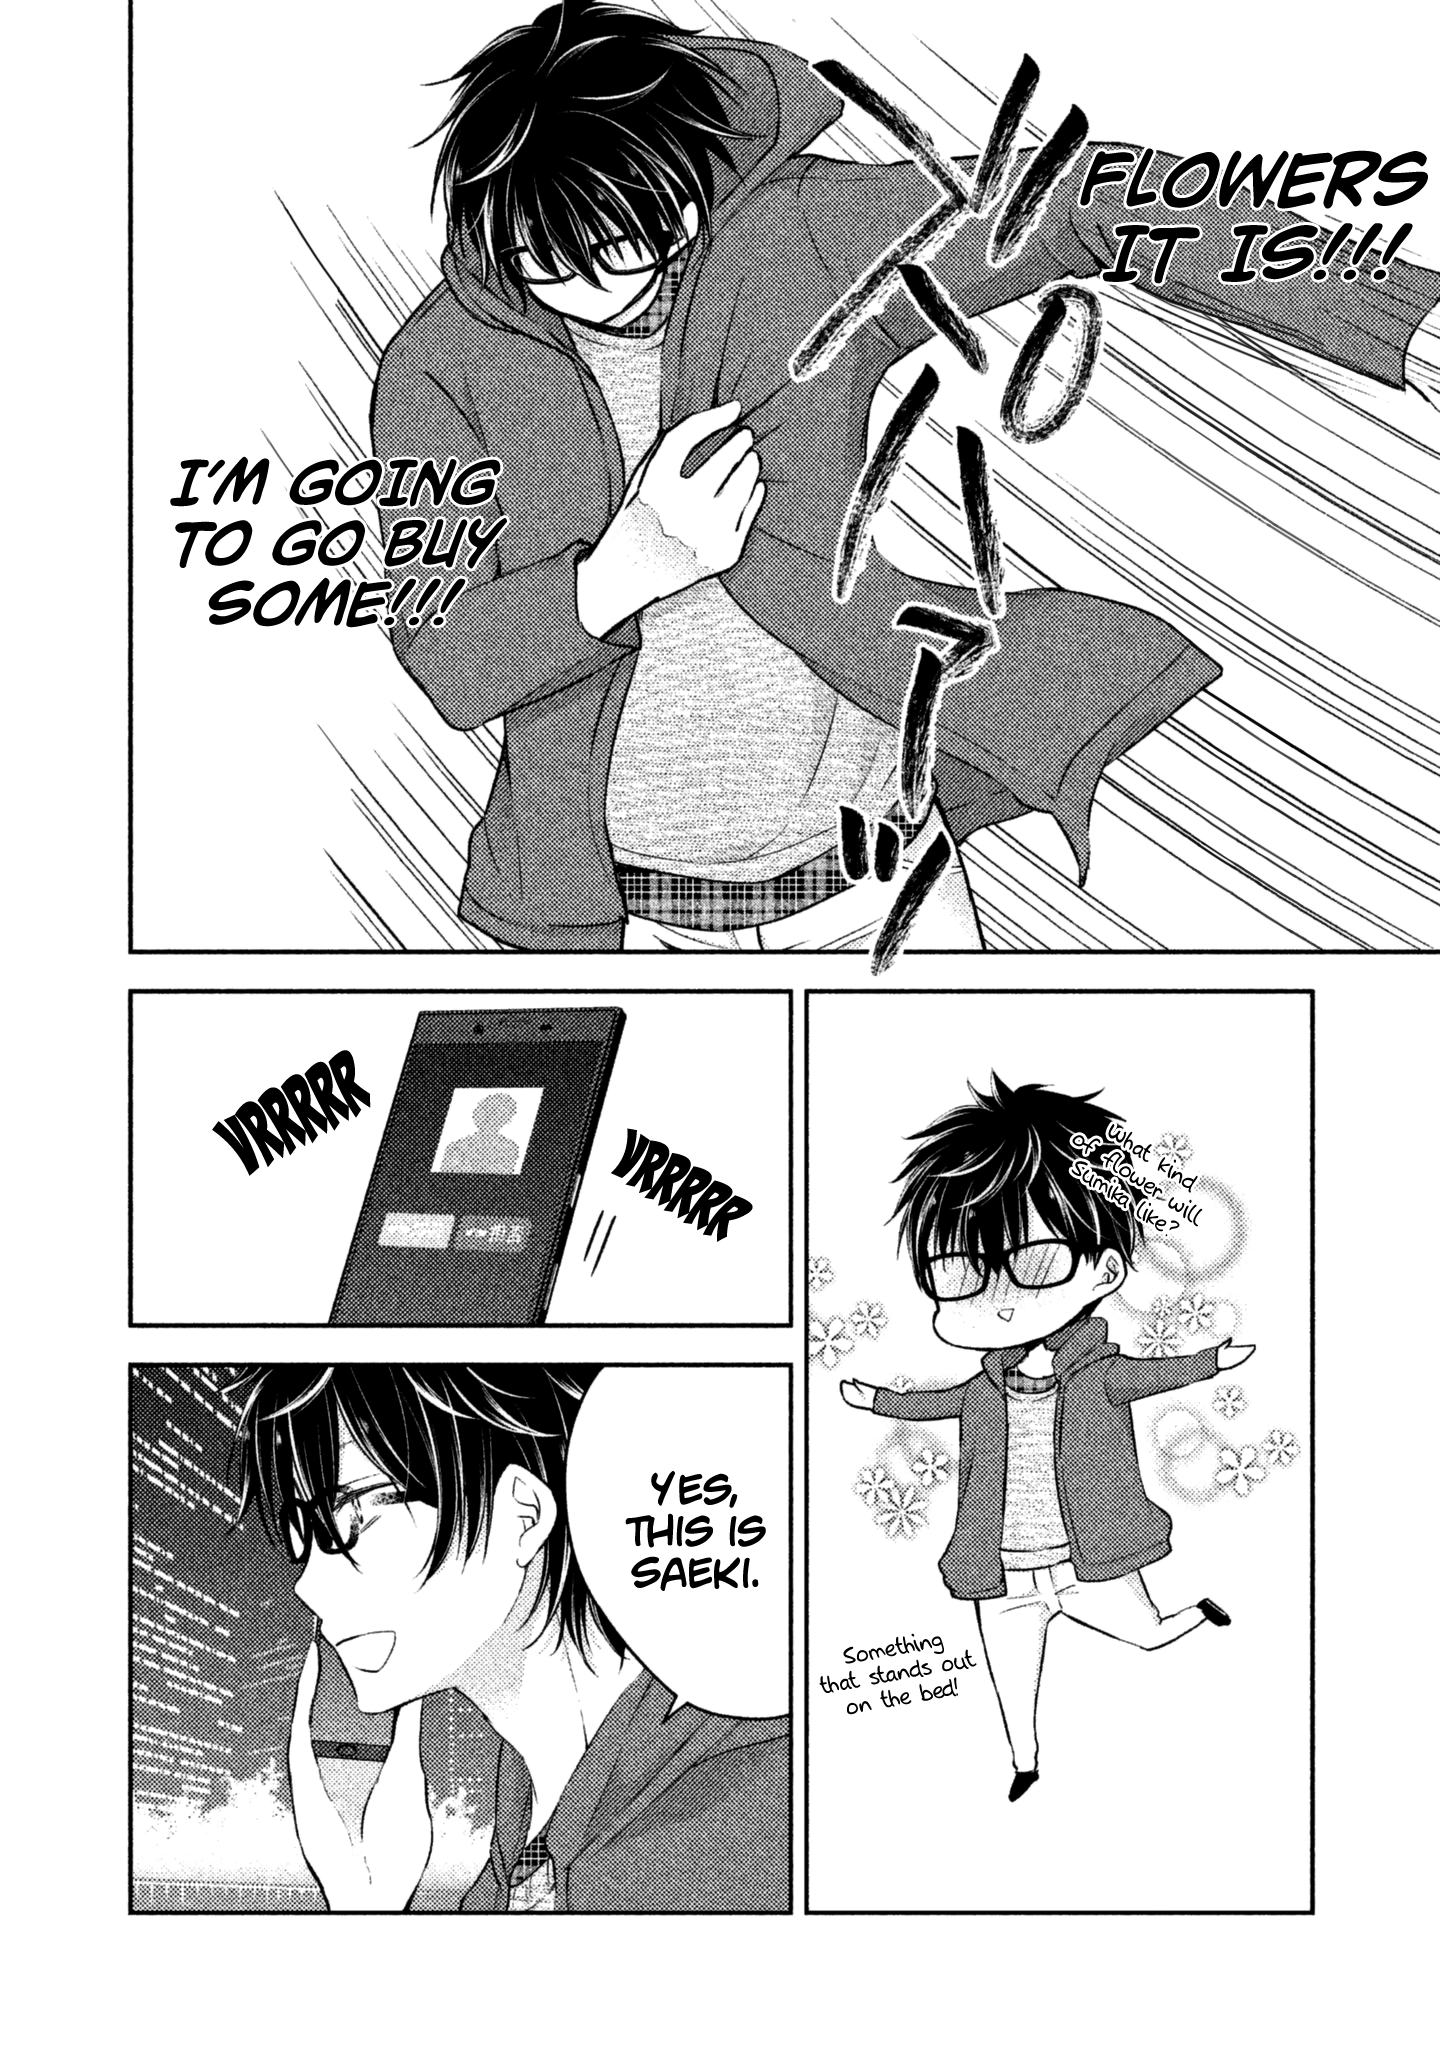 FLOWERS
IT IS!!!
I'M GOING
TO GO BUY
SOME!!!
What kind
of flower will
Sumika like?
Something
that stands out
on the bed!
VRRRRR
VRRRRR
YES,
THIS IS
SAEKI.